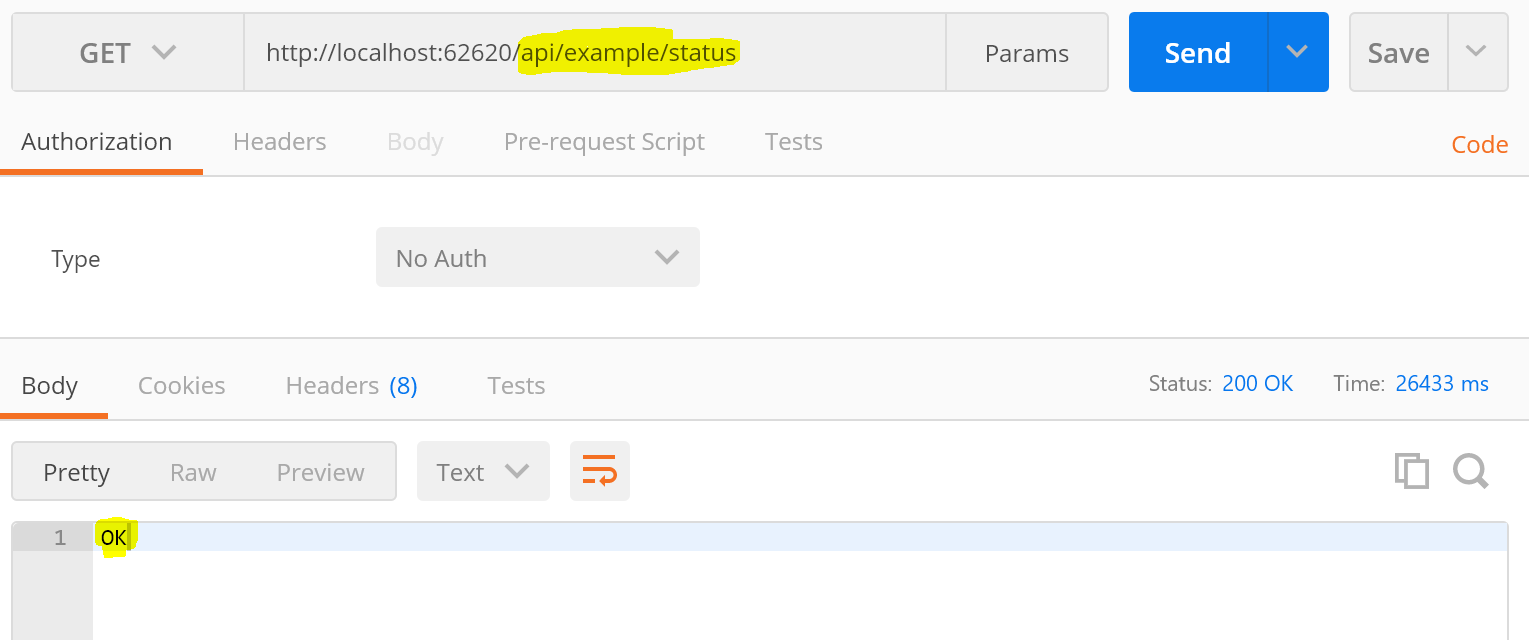 GET http://localhost:62620/api/example/status Params Send Save
Authorization Headers Body Pre-request Script Tests Code
Type No Auth
Body Cookies Headers (8) Tests Status: 200 OK Time: 26433 ms
Pretty Raw Preview Text
1 OK